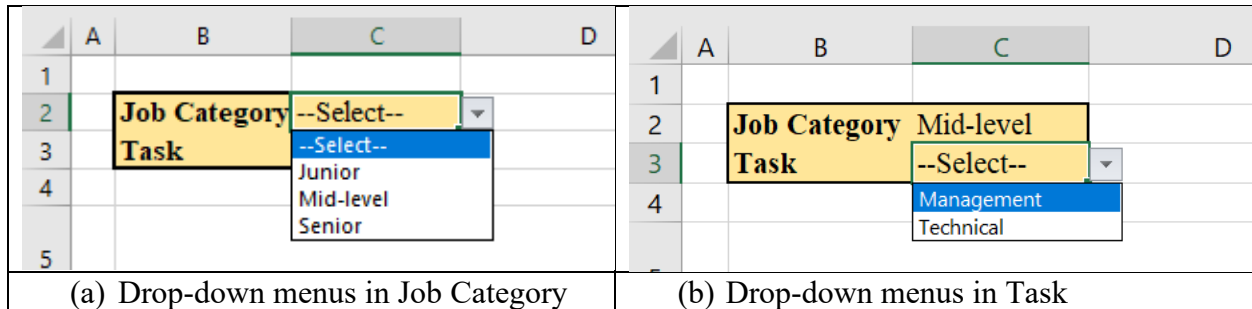 A B C D
1
2 Job Category --Select--
3 Task --Select--
4 Junior
Mid-level
Senior
5
(a) Drop-down menus in Job Category
A B C D
1
2 Job Category Mid-level
3 Task --Select--
4 Management
Technical
(b) Drop-down menus in Task